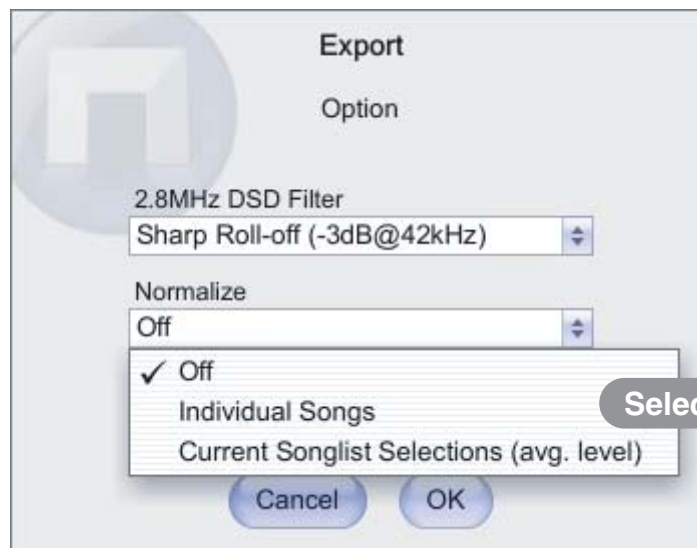 Export
Option
2.8MHz DSD Filter
Sharp Roll-off (-3dB@42kHz)
Normalize
Off
✓ Off
Individual Songs
Current Songlist Selections (avg. level)
Cancel OK